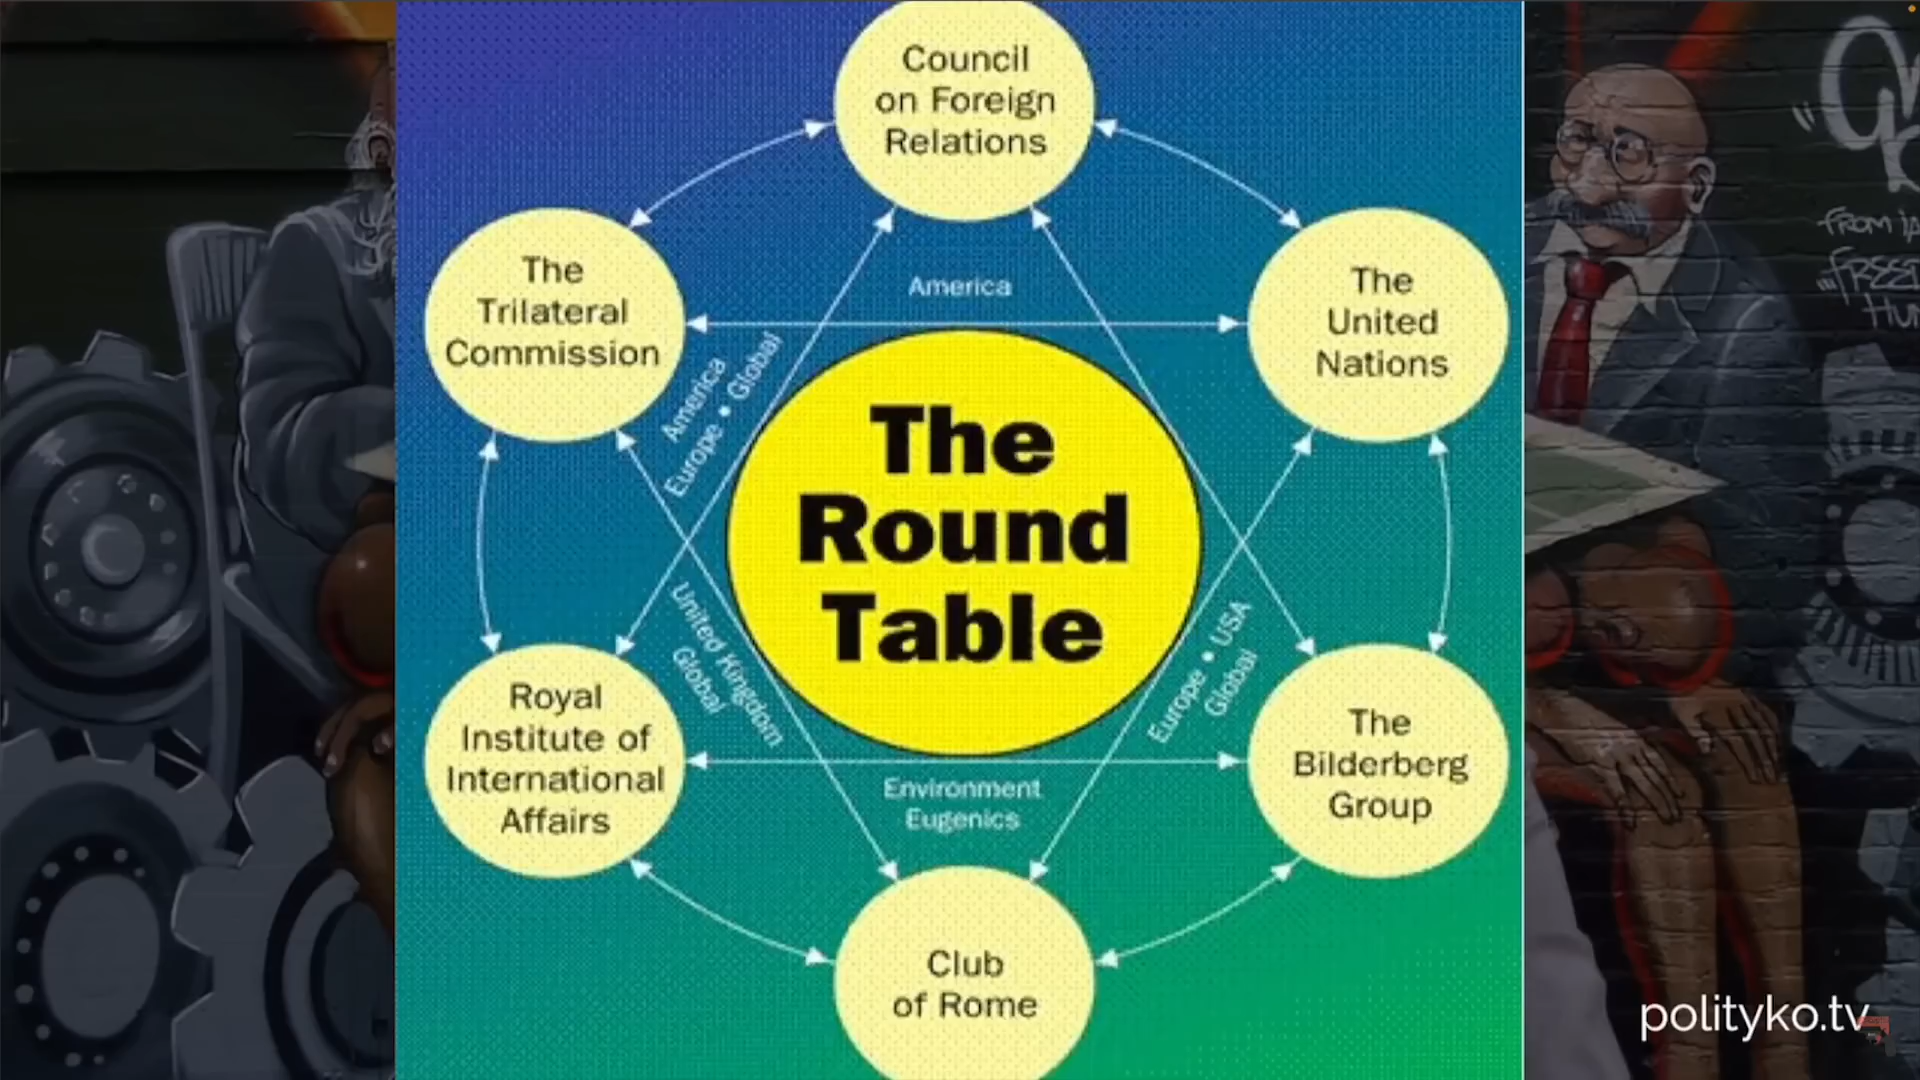 Council
on Foreign
Relations
The
Trilateral
Commission
America
The
United
Nations
America
Europe • Global
The
Round
Table
United Kingdom
Global
Europe • USA
Global
Royal
Institute of
International
Affairs
Environment
Eugenics
The
Bilderberg
Group
Club
of Rome
polityko.tv